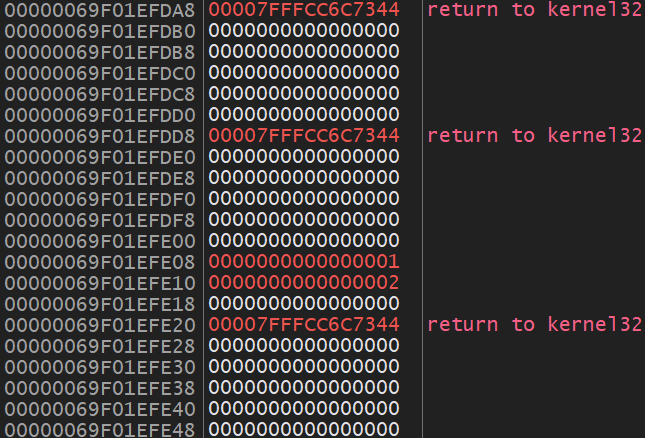 00000069F01EFDA8 00007FFFCC6C7344 return to kernel32
00000069F01EFDB0 0000000000000000
00000069F01EFDB8 0000000000000000
00000069F01EFDC0 0000000000000000
00000069F01EFDC8 0000000000000000
00000069F01EFDD0 0000000000000000
00000069F01EFDD8 00007FFFCC6C7344 return to kernel32
00000069F01EFDE0 0000000000000000
00000069F01EFDE8 0000000000000000
00000069F01EFDF0 0000000000000000
00000069F01EFDF8 0000000000000000
00000069F01EFE00 0000000000000000
00000069F01EFE08 0000000000000001
00000069F01EFE10 0000000000000002
00000069F01EFE18 0000000000000000
00000069F01EFE20 00007FFFCC6C7344 return to kernel32
00000069F01EFE28 0000000000000000
00000069F01EFE30 0000000000000000
00000069F01EFE38 0000000000000000
00000069F01EFE40 0000000000000000
00000069F01EFE48 0000000000000000